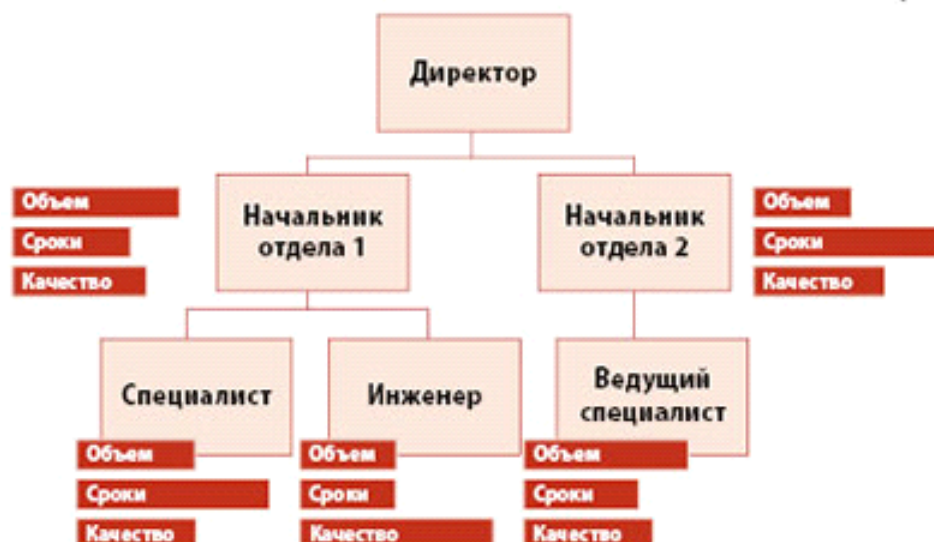 Директор
Объем
Сроки
Качество
Начальник
отдела 1
Начальник
отдела 2
Объем
Сроки
Качество
Специалист
Инженер
Ведущий
специалист
Объем
Сроки
Качество
Объем
Сроки
Качество
Объем
Сроки
Качество